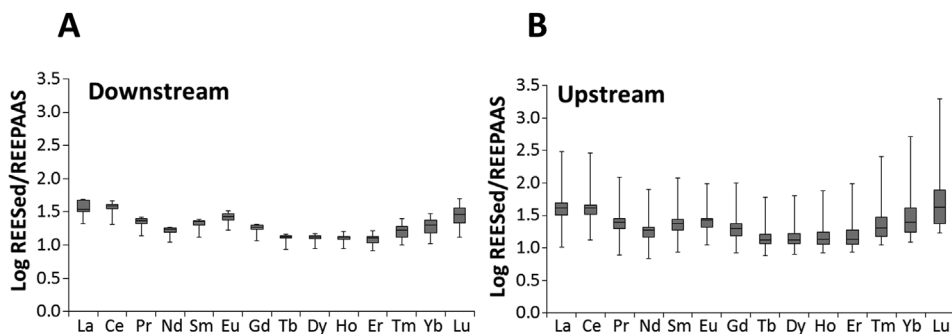 A
Downstream
Log REESed/REEPAAS
3.5
3.0
2.5
2.0
1.5
1.0
0.5
0.0
La Ce Pr Nd Sm Eu Gd Tb Dy Ho Er Tm Yb Lu
B
Upstream
Log REESed/REEPAAS
3.5
3.0
2.5
2.0
1.5
1.0
0.5
0.0
La Ce Pr Nd Sm Eu Gd Tb Dy Ho Er Tm Yb Lu